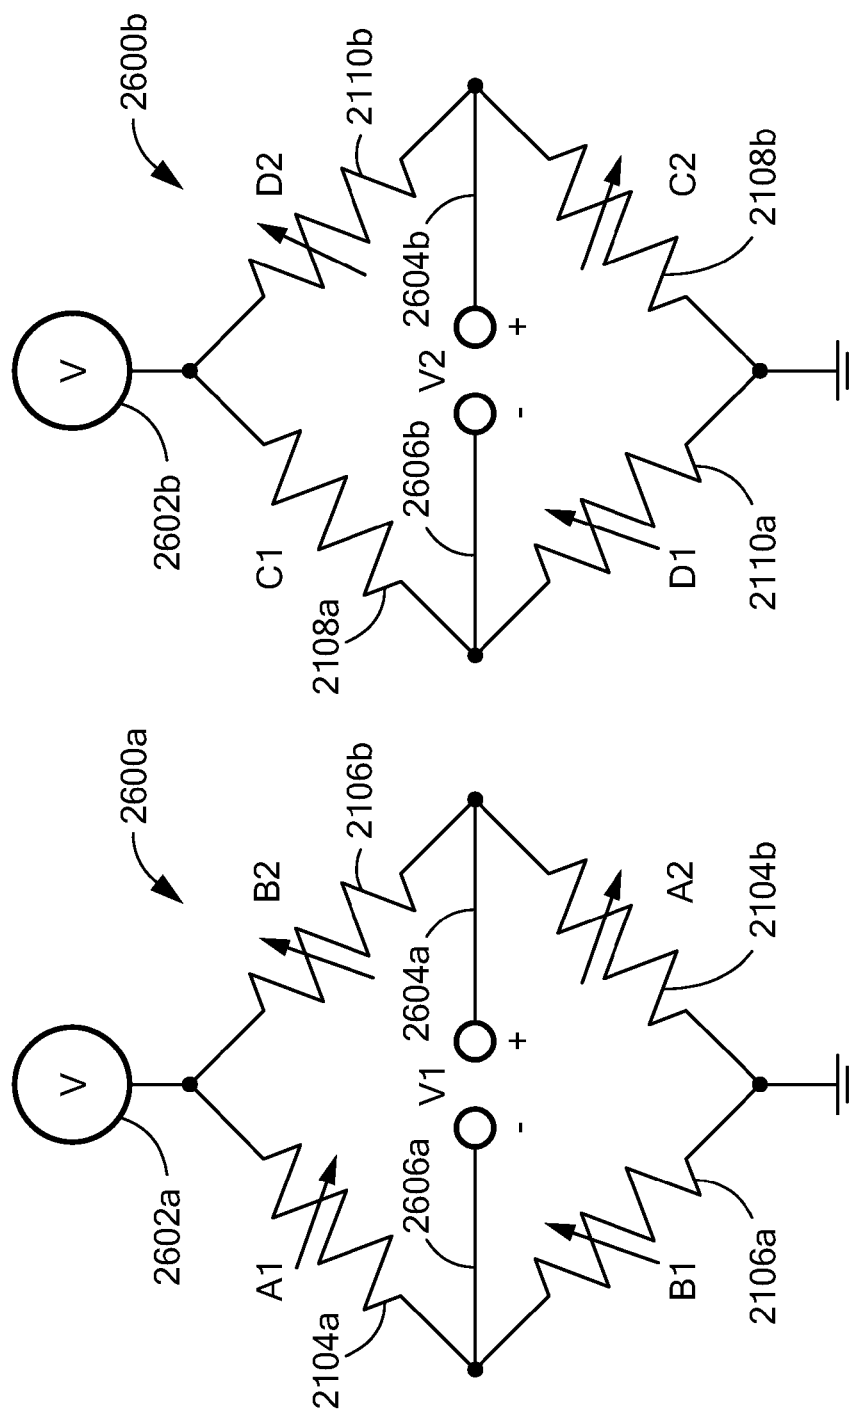 2600a
V
2602a
A1
2104a
B2
2106b
2604a
2606a
V1
+
-
B1
2106a
A2
2104b
2600b
V
2602b
C1
2108a
D2
2110b
2604b
2606b
V2
+
-
D1
2110a
C2
2108b